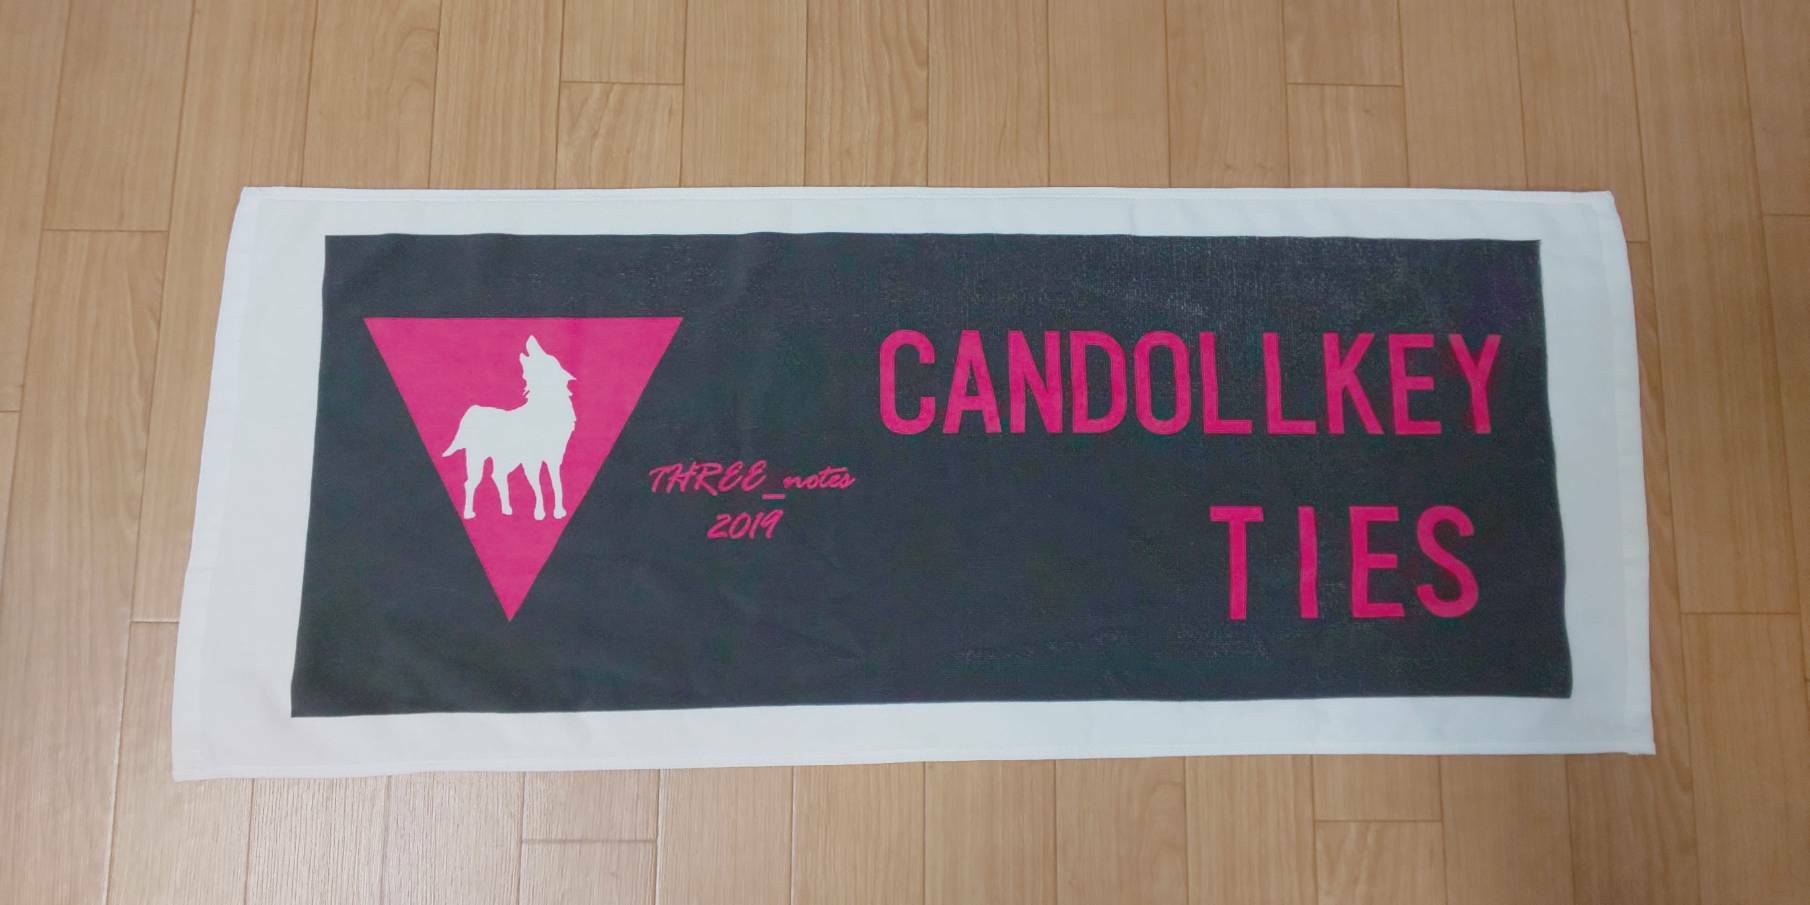 THREE_notes
2019
CANDOLLKEY
TIES